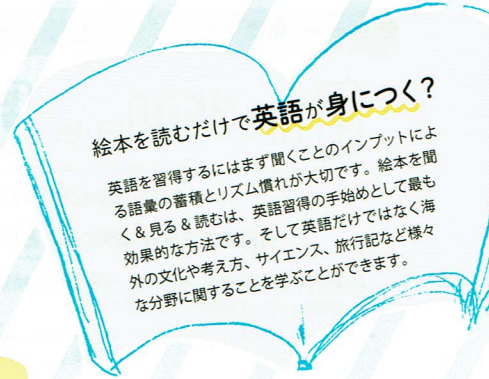 絵本を読むだけで英語が身につく？
英語を習得するにはまず聞くことのインプットによ
る語彙の蓄積とリズム慣れが大切です。絵本を聞
く＆見る＆読むは、英語習得の手始めとして最も
効果的な方法です。そして英語だけではなく海
外の文化や考え方、サイエンス、旅行記など様々
な分野に関することを学ぶことができます。